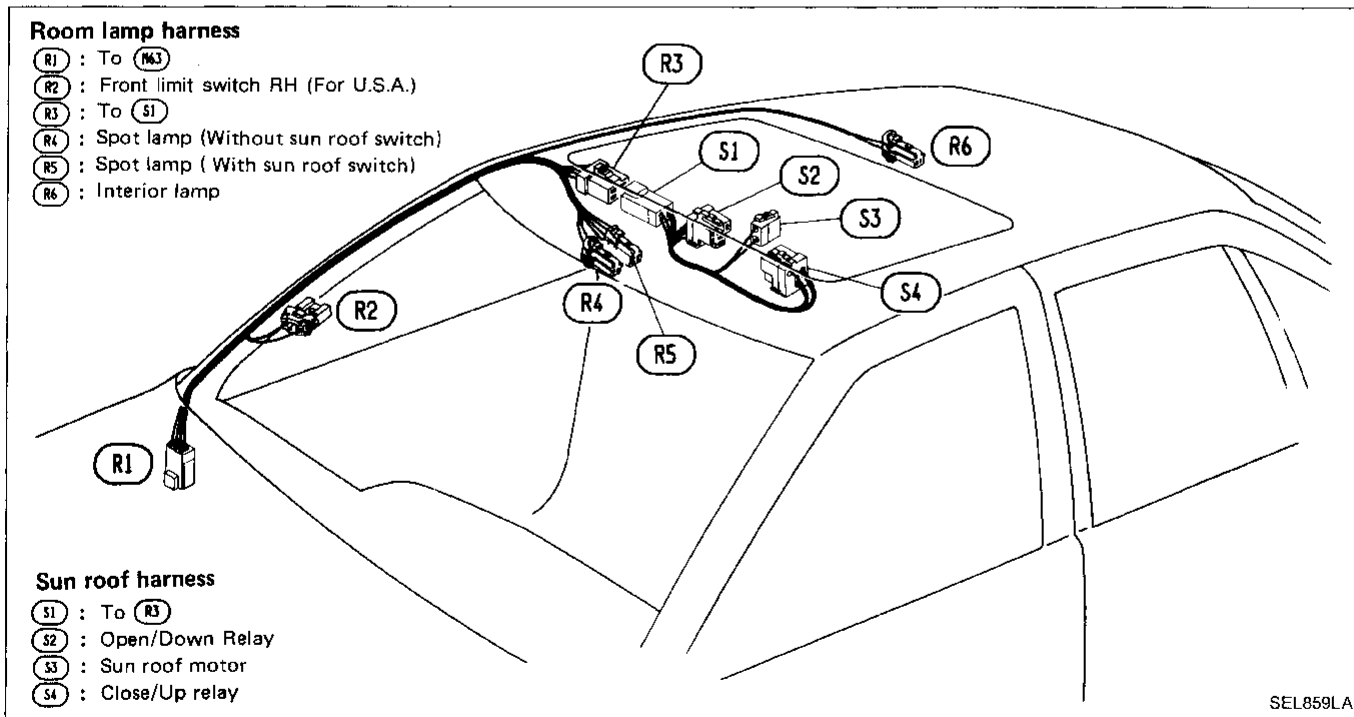 Room lamp harness
R1 : To M63
R2 : Front limit switch RH (For U.S.A.)
R3 : To S1
R4 : Spot lamp (Without sun roof switch)
R5 : Spot lamp ( With sun roof switch)
R6 : Interior lamp
R3
S1
S2
R6
S3
S4
R2
R4
R5
R1
Sun roof harness
S1 : To R3
S2 : Open/Down Relay
S3 : Sun roof motor
S4 : Close/Up relay
SEL859LA